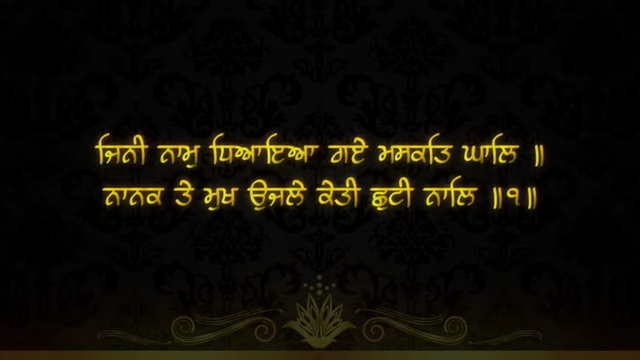 ਜਿਨੀ ਨਾਮੁ ਧਿਆਇਆ ਗਏ ਮਸਕਤਿ ਘਾਲਿ ॥
ਨਾਨਕ ਤੇ ਮੁਖ ਉਜਲੇ ਕੇਤੀ ਛੁਟੀ ਨਾਲਿ ॥੧॥